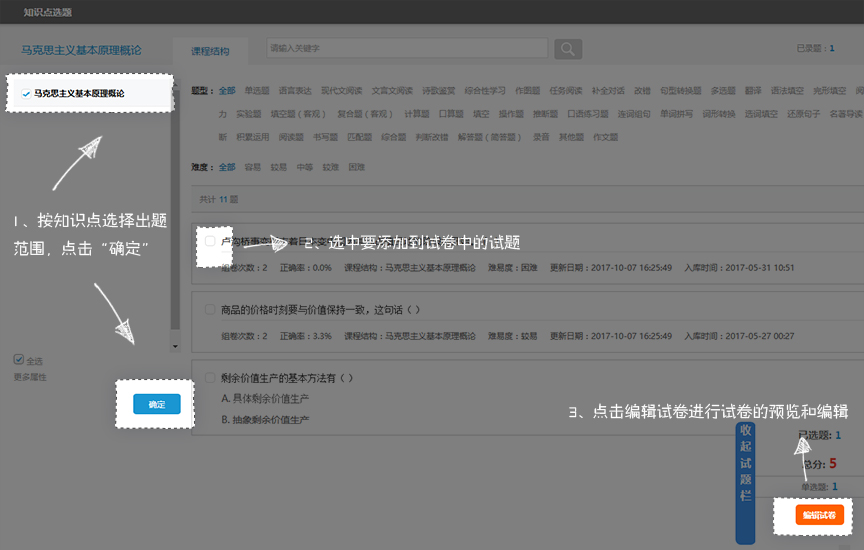 知识点选题
马克思主义基本原理概论
课程结构
请输入关键字
已录题：1
马克思主义基本原理概论
题型：全部 单选题 语言表达 现代文阅读 文言文阅读 诗歌鉴赏 综合性学习 作图题 任务阅读 补全对话 改错 句型转换题 多选题 翻译 语法填空 完形填空 阅
力 实验题 填空题（客观） 复合题（客观） 计算题 口算题 填空 操作题 推断题 口语练习题 连词组句 单词拼写 词形转换 选词填空 还原句子 名著导读
断 积累运用 阅读题 书写题 匹配题 综合题 判断改错 解答题（简答题） 录音 其他题 作文题
难度：全部 容易 较易 中等 较难 困难
共计 11 题
1、按知识点选择出题
范围，点击“确定”
2、选中要添加到试卷中的试题
组卷次数：2 正确率：0.0% 课程结构：马克思主义基本原理概论 难易度：困难 更新日期：2017-10-07 16:25:49 入库时间：2017-05-31 10:51
商品的价格时刻要与价值保持一致，这句话（ ）
组卷次数：2 正确率：3.3% 课程结构：马克思主义基本原理概论 难易度：较易 更新日期：2017-10-07 16:25:49 入库时间：2017-05-27 00:27
全选
更多属性
确定
剩余价值生产的基本方法有（ ）
A. 具体剩余价值生产
B. 抽象剩余价值生产
3、点击编辑试卷进行试卷的预览和编辑
收起试题栏
已选题：1
总分：5
单选题：1
编辑试卷